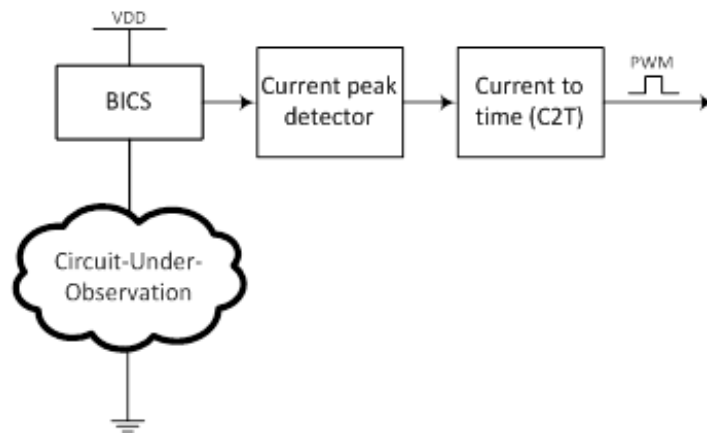 VDD
BICS
Current peak
detector
Current to
time (C2T)
PWM
Circuit-Under-
Observation